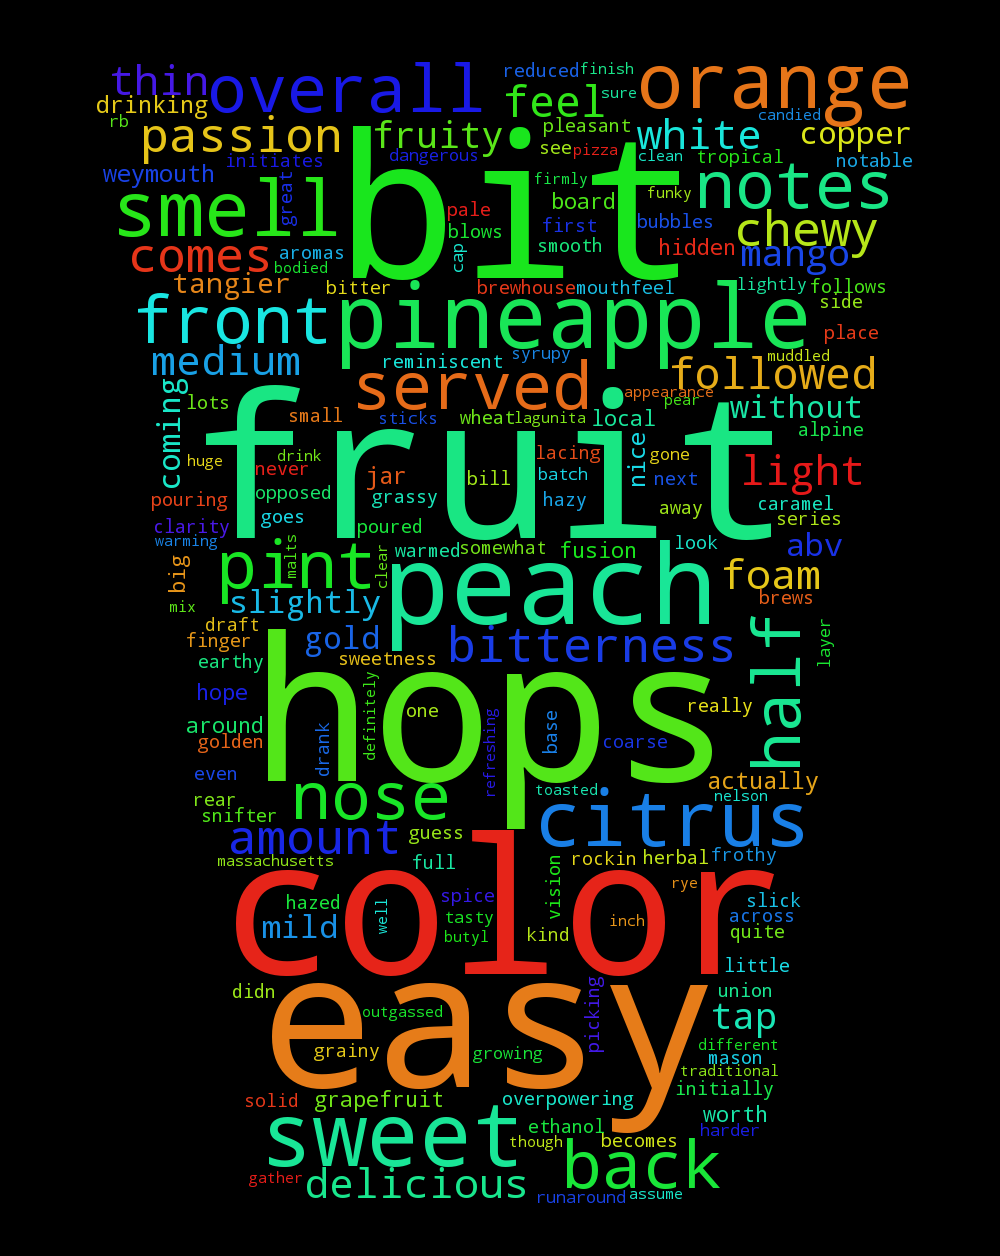 thin
overall
reduced
finish
orange
drinking
feel
sure
candied
rb
passion
fruity
pleasant
white
copper
initiates
dangerous
see
pizza
clean
tropical
notable
weymouth
great
bit
firmly
funky
notes
smell
pale
board
chewy
blows
first
bubbles
comes
aromas
cap
smooth
hidden
mango
bodied
tangier
bitter
brewhouse
mouthfeel
lightly
follows
front
pineapple
side
place
medium
reminiscent
syrupy
muddled
served
followed
appearance
pear
coming
lots
small
sticks
wheat
lagunita
local
without
alpine
fruit
huge
drink
never
jar
bill
lacing
batch
nice
gone
next
light
opposed
grassy
hazy
caramel
pouring
goes
poured
away
series
clarity
warming
malts
clear
warmed
somewhat
fusion
look
abv
big
pint
peach
foam
mix
slightly
brews
draft
finger
gold
bitterness
half
layer
earthy
sweetness
hope
hops
definitely
one
really
around
golden
drank
refreshing
base
coarse
even
actually
rear
nose
toasted
nelson
snifter
citrus
amount
guess
massachusetts
full
rockin
herbal
frothy
color
vision
rye
hazed
spice
slick
mild
well
tasty
inch
across
butyl
kind
quite
little
easy
didn
picking
union
outgassed
tap
grainy
growing
different
mason
traditional
initially
solid
grapefruit
overpowering
worth
sweet
ethanol
harder
though
becomes
back
gather
delicious
runaround
assume